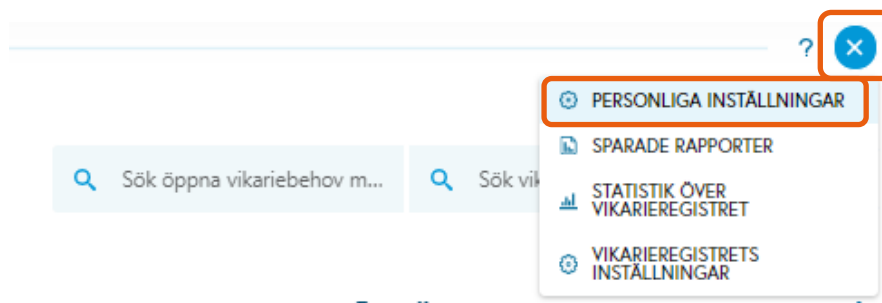 ?
PERSONLIGA INSTÄLLNINGAR
SPARADE RAPPORTER
Sök öppna vikariebehov m...
Sök vik
STATISTIK ÖVER
VIKARIEREGISTRET
VIKARIEREGISTRETS
INSTÄLLNINGAR